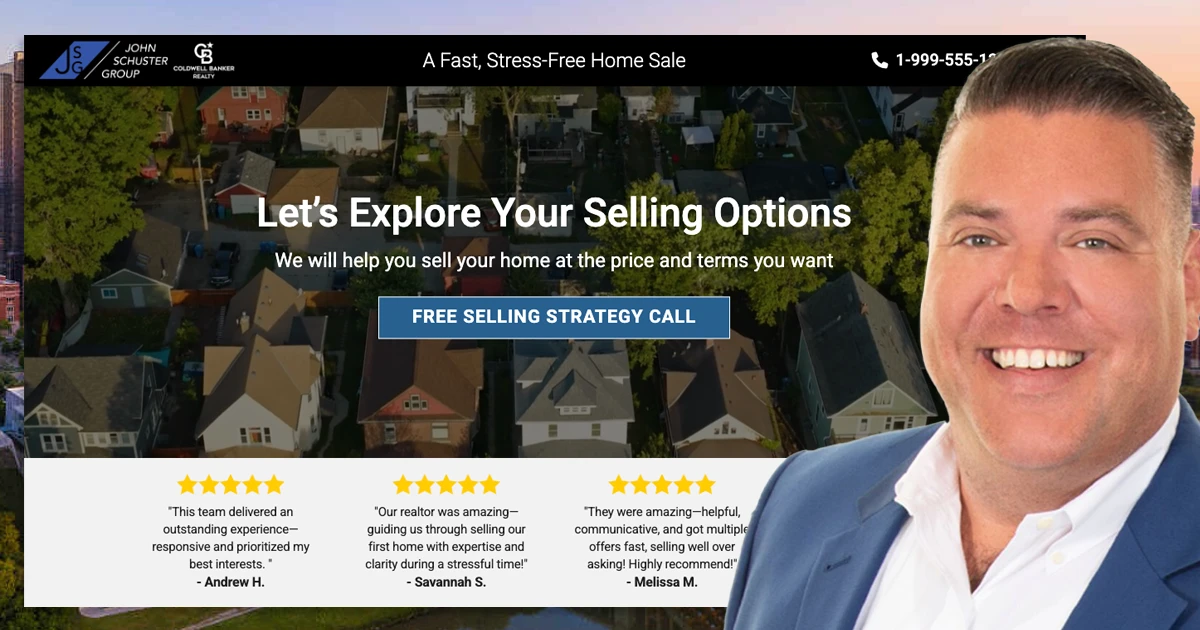 JSG
JOHN
SCHUSTER
GROUP
CB
COLDWELL BANKER
REALTY
A Fast, Stress-Free Home Sale
1-999-555-12
Let's Explore Your Selling Options
We will help you sell your home at the price and terms you want
FREE SELLING STRATEGY CALL
"This team delivered an
outstanding experience—
responsive and prioritized my
best interests. "
- Andrew H.
"Our realtor was amazing—
guiding us through selling our
first home with expertise and
clarity during a stressful time!"
- Savannah S.
"They were amazing—helpful,
communicative, and got multiple
offers fast, selling well over
asking! Highly recommend!"
- Melissa M.